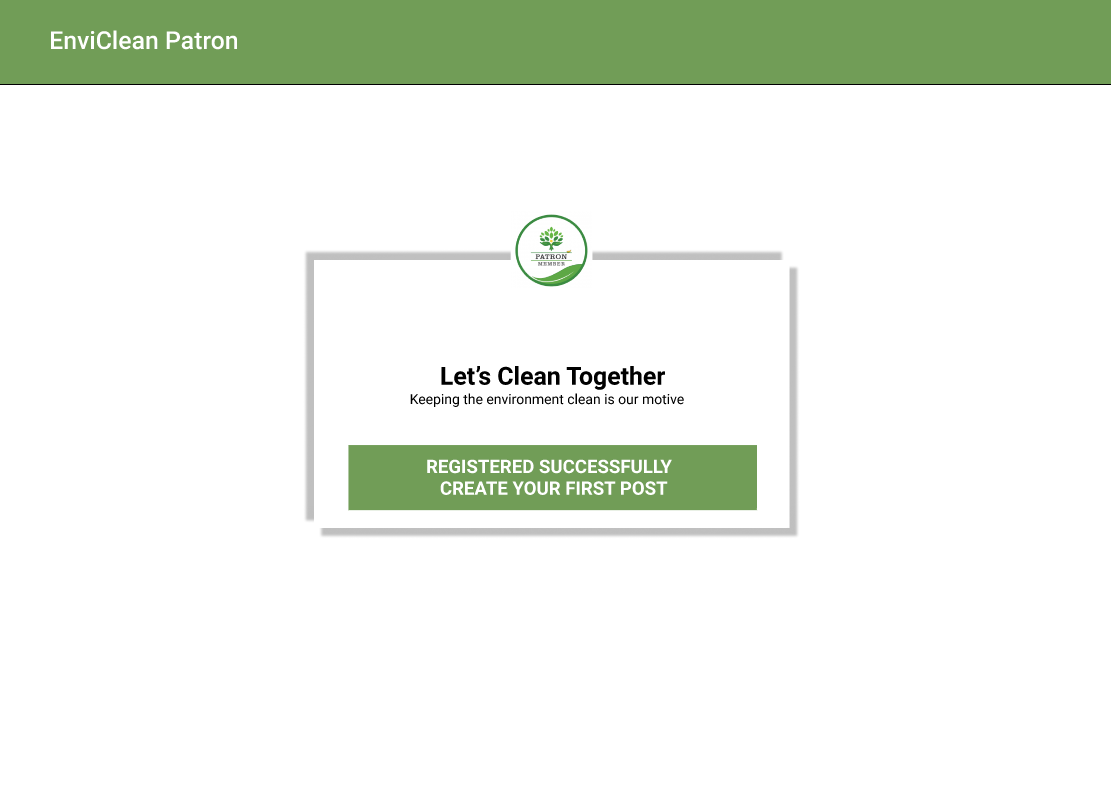 EnviClean Patron
PATRON
MEMBER
Let’s Clean Together
Keeping the environment clean is our motive
REGISTERED SUCCESSFULLY
CREATE YOUR FIRST POST